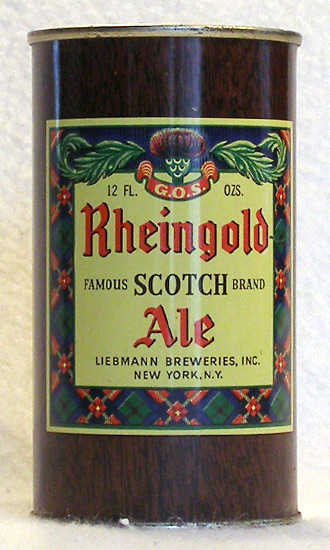 G.O.S.
12 FL. OZS.
Rheingold
FAMOUS SCOTCH BRAND
Ale
LIEBMANN BREWERIES, INC.
NEW YORK, N.Y.